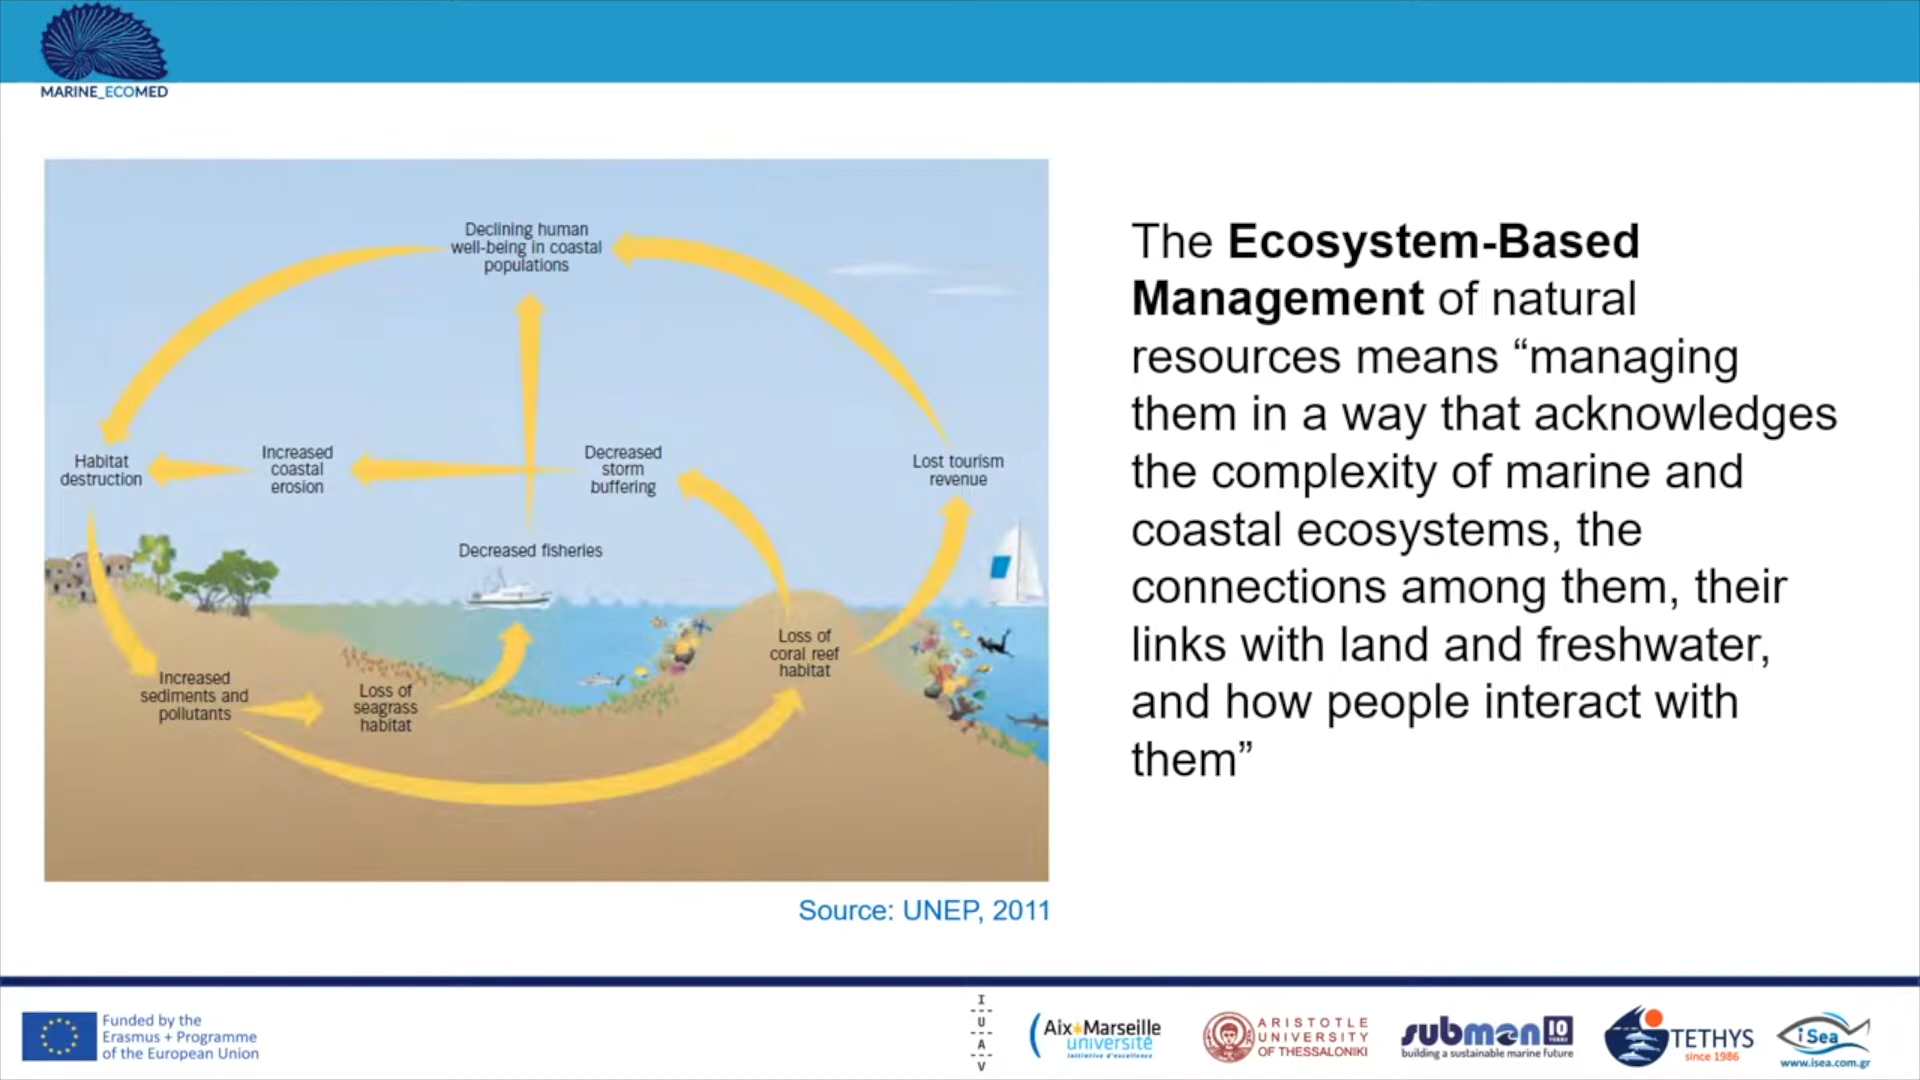 MARINE_ECOMED
Declining human
well-being in coastal
populations
Habitat
destruction
Increased
coastal
erosion
Decreased
storm
buffering
Lost tourism
revenue
Decreased fisheries
Increased
sediments and
pollutants
Loss of
seagrass
habitat
Loss of
coral reef
habitat
Source: UNEP, 2011
The Ecosystem-Based
Management of natural
resources means “managing
them in a way that acknowledges
the complexity of marine and
coastal ecosystems, the
connections among them, their
links with land and freshwater,
and how people interact with
them”
Funded by the
Erasmus + Programme
of the European Union
I
U
A
V
Aix*Marseille
université
initiative d'excellence
ARISTOTLE
UNIVERSITY
OF THESSALONIKI
submon 10
YEARS
building a sustainable marine future
TETHYS
since 1986
iSea
www.isea.com.gr